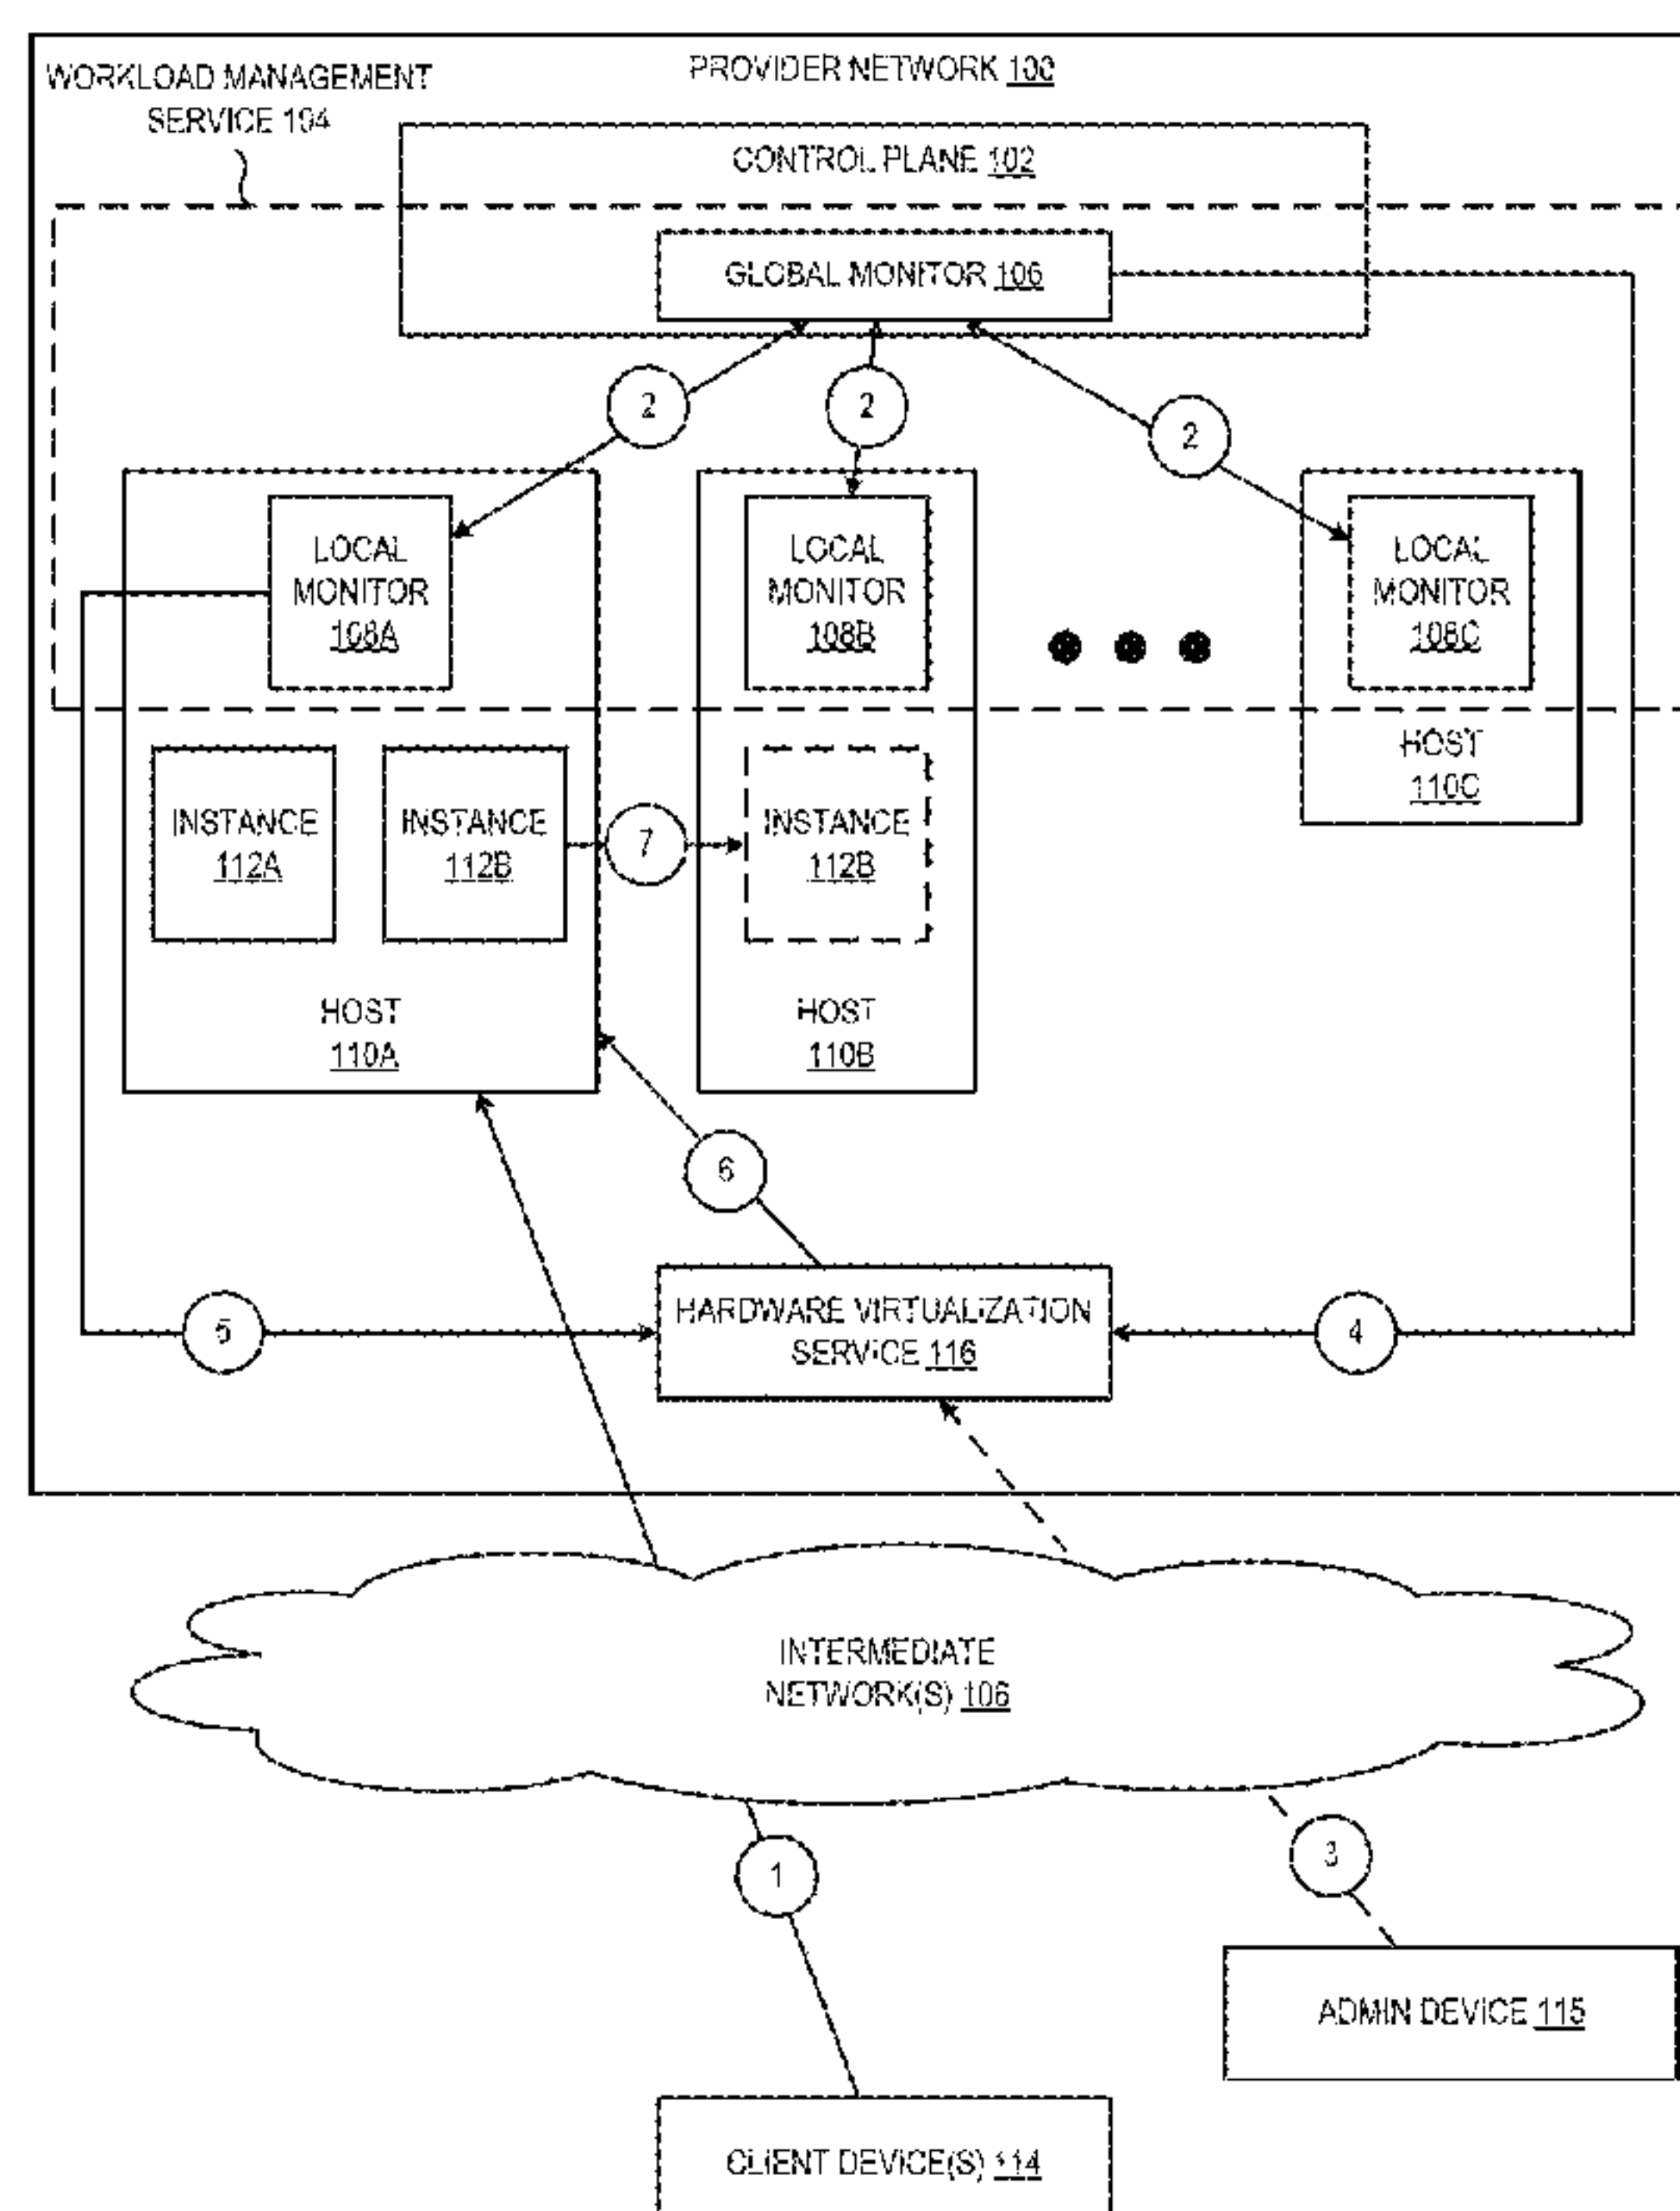 PROVIDER NETWORK 100
WORKLOAD MANAGEMENT
SERVICE 104
CONTROL PLANE 102
GLOBAL MONITOR 106
2
2
2
LOCAL
MONITOR
108A
LOCAL
MONITOR
108B
LOCAL
MONITOR
108C
HOST
110C
INSTANCE
112A
INSTANCE
112B
7
INSTANCE
112B
HOST
110A
HOST
110B
6
HARDWARE VIRTUALIZATION
SERVICE 116
5
4
INTERMEDIATE
NETWORK(S) 106
1
3
ADMIN DEVICE 115
CLIENT DEVICE(S) 114